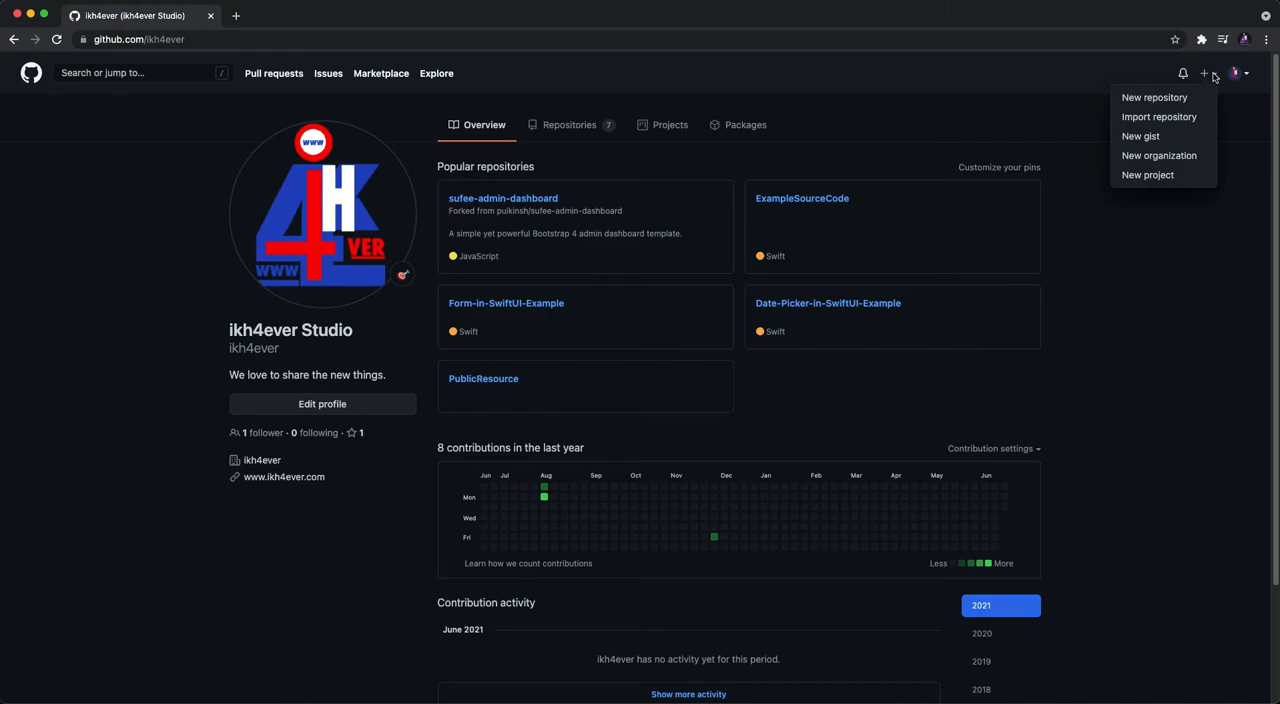 ikh4ever (ikh4ever Studio)
github.com/ikh4ever
Search or jump to...
/
Pull requests
Issues
Marketplace
Explore
New repository
Import repository
New gist
New organization
New project
Overview
Repositories 7
Projects
Packages
www
4KH
VER
WWW
ikh4ever Studio
ikh4ever
We love to share the new things.
Edit profile
1 follower · 0 following · 1
ikh4ever
www.ikh4ever.com
Popular repositories
Customize your pins
sufee-admin-dashboard
Forked from puikinsh/sufee-admin-dashboard
A simple yet powerful Bootstrap 4 admin dashboard template.
JavaScript
ExampleSourceCode
Swift
Form-in-SwiftUI-Example
Swift
Date-Picker-in-SwiftUI-Example
Swift
PublicResource
8 contributions in the last year
Contribution settings
Jun Jul Aug Sep Oct Nov Dec Jan Feb Mar Apr May Jun
Mon
Wed
Fri
Learn how we count contributions
Less More
Contribution activity
June 2021
ikh4ever has no activity yet for this period.
Show more activity
2021
2020
2019
2018